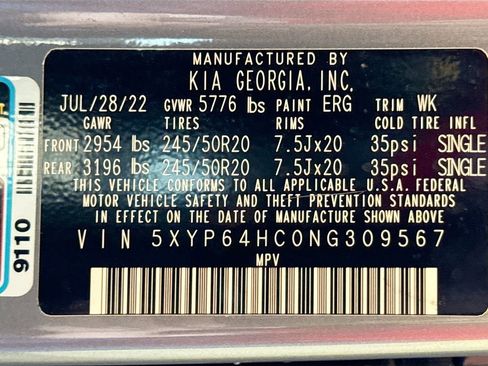 MANUFACTURED BY
KIA GEORGIA, INC.
JUL/28/22 GVWR 5776 lbs PAINT ERG TRIM WK
GAWR TIRES RIMS COLD TIRE INFL
FRONT 2954 lbs 245/50R20 7.5Jx20 35psi SINGLE
REAR 3196 lbs 245/50R20 7.5Jx20 35psi SINGLE
THIS VEHICLE CONFORMS TO ALL APPLICABLE U.S.A. FEDERAL
MOTOR VEHICLE SAFETY AND THEFT PREVENTION STANDARDS
IN EFFECT ON THE DATE OF MANUFACTURE SHOWN ABOVE
VIN 5XYP64HC0NG309567
MPV
9110